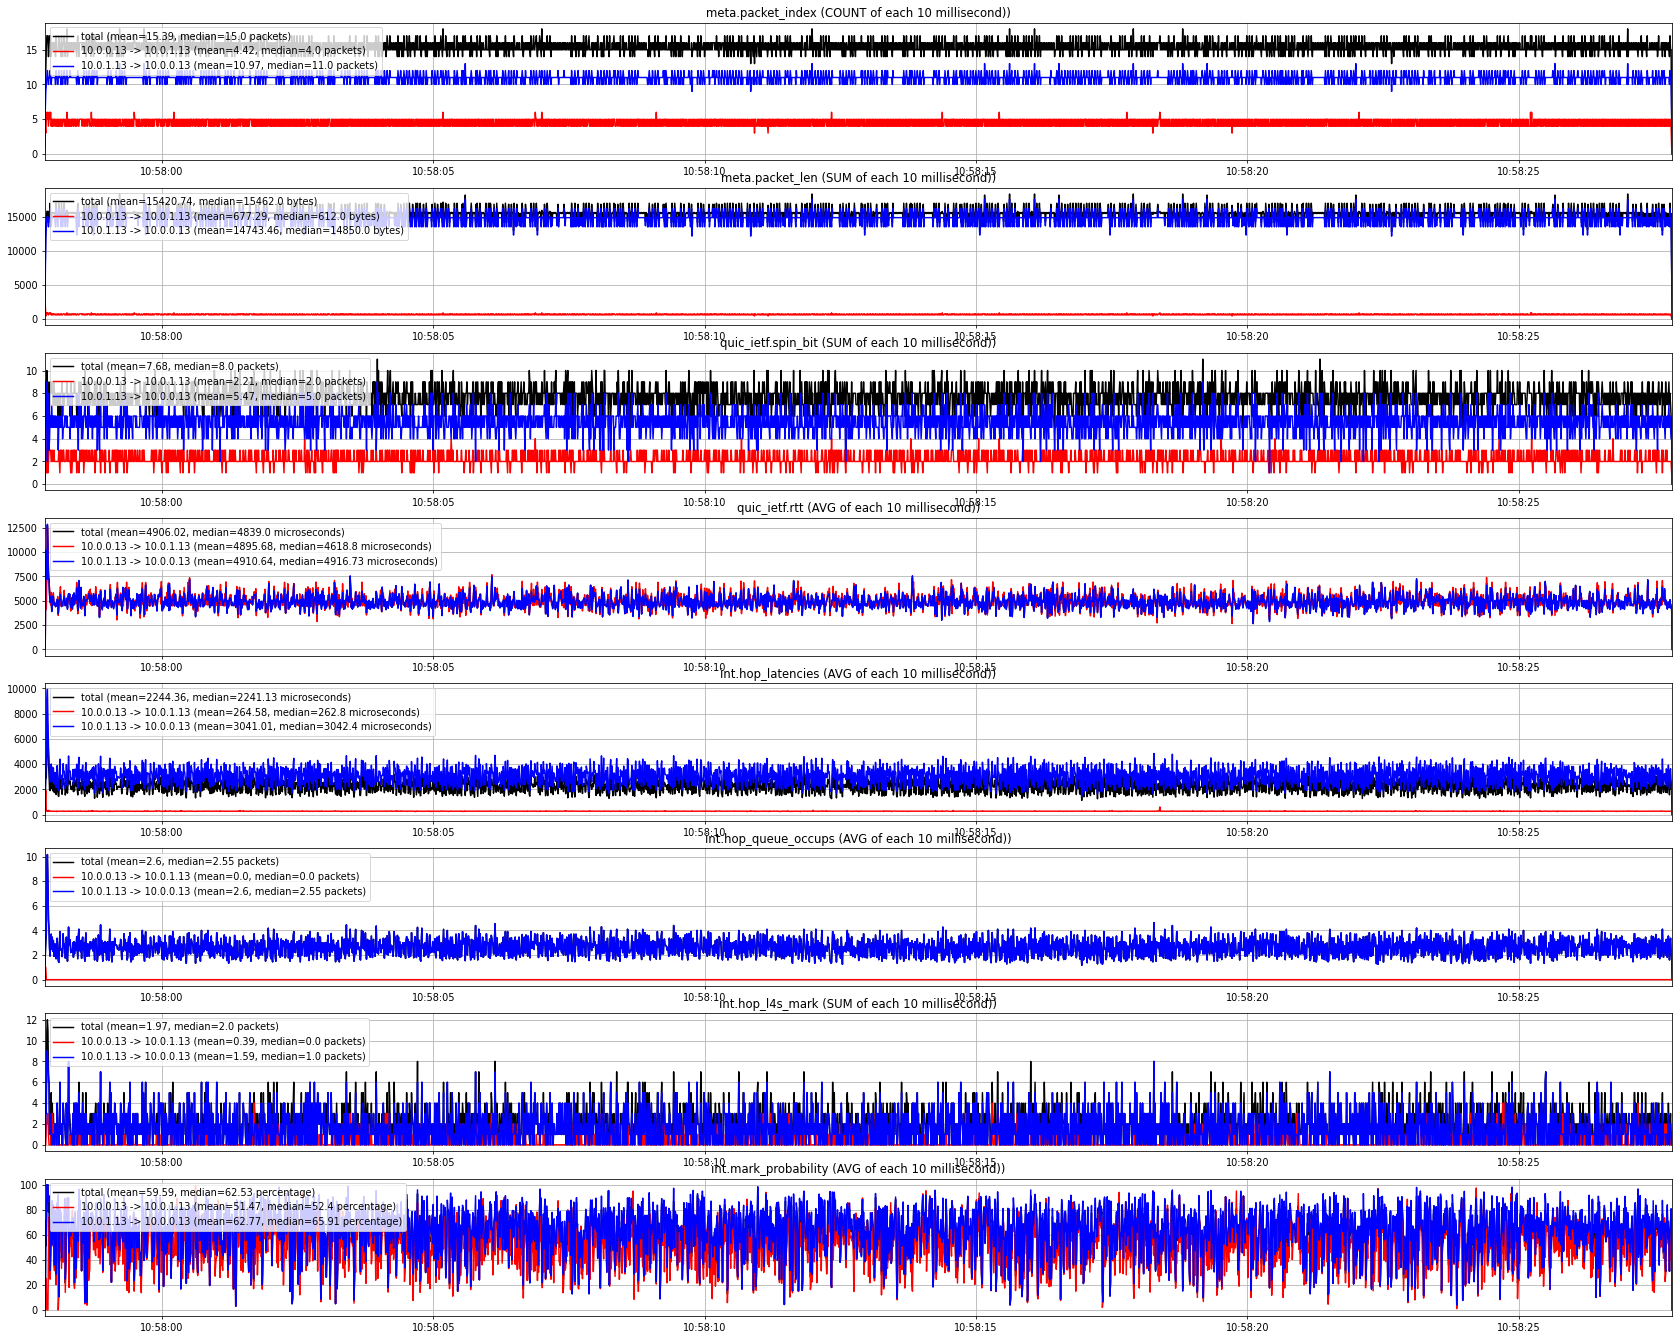 meta.packet_index (COUNT of each 10 millisecond))
total (mean=15.39, median=15.0 packets)
10.0.0.13 -> 10.0.1.13 (mean=4.42, median=4.0 packets)
10.0.1.13 -> 10.0.0.13 (mean=10.97, median=11.0 packets)
15
10
5
0
10:58:00 10:58:05 10:58:10 10:58:15 10:58:20 10:58:25
meta.packet_len (SUM of each 10 millisecond))
total (mean=15420.74, median=15462.0 bytes)
10.0.0.13 -> 10.0.1.13 (mean=677.29, median=612.0 bytes)
10.0.1.13 -> 10.0.0.13 (mean=14743.46, median=14850.0 bytes)
15000
10000
5000
0
10:58:00 10:58:05 10:58:10 10:58:15 10:58:20 10:58:25
quic_ietf.spin_bit (SUM of each 10 millisecond))
total (mean=7.68, median=8.0 packets)
10.0.0.13 -> 10.0.1.13 (mean=2.21, median=2.0 packets)
10.0.1.13 -> 10.0.0.13 (mean=5.47, median=5.0 packets)
10
8
6
4
2
0
10:58:00 10:58:05 10:58:10 10:58:15 10:58:20 10:58:25
quic_ietf.rtt (AVG of each 10 millisecond))
total (mean=4906.02, median=4839.0 microseconds)
10.0.0.13 -> 10.0.1.13 (mean=4895.68, median=4618.8 microseconds)
10.0.1.13 -> 10.0.0.13 (mean=4910.64, median=4916.73 microseconds)
12500
10000
7500
5000
2500
0
10:58:00 10:58:05 10:58:10 10:58:15 10:58:20 10:58:25
int.hop_latencies (AVG of each 10 millisecond))
total (mean=2244.36, median=2241.13 microseconds)
10.0.0.13 -> 10.0.1.13 (mean=264.58, median=262.8 microseconds)
10.0.1.13 -> 10.0.0.13 (mean=3041.01, median=3042.4 microseconds)
10000
8000
6000
4000
2000
0
10:58:00 10:58:05 10:58:10 10:58:15 10:58:20 10:58:25
int.hop_queue_occups (AVG of each 10 millisecond))
total (mean=2.6, median=2.55 packets)
10.0.0.13 -> 10.0.1.13 (mean=0.0, median=0.0 packets)
10.0.1.13 -> 10.0.0.13 (mean=2.6, median=2.55 packets)
10
8
6
4
2
0
10:58:00 10:58:05 10:58:10 10:58:15 10:58:20 10:58:25
int.hop_l4s_mark (SUM of each 10 millisecond))
total (mean=1.97, median=2.0 packets)
10.0.0.13 -> 10.0.1.13 (mean=0.39, median=0.0 packets)
10.0.1.13 -> 10.0.0.13 (mean=1.59, median=1.0 packets)
12
10
8
6
4
2
0
10:58:00 10:58:05 10:58:10 10:58:15 10:58:20 10:58:25
int.mark_probability (AVG of each 10 millisecond))
total (mean=59.59, median=62.53 percentage)
10.0.0.13 -> 10.0.1.13 (mean=51.47, median=52.4 percentage)
10.0.1.13 -> 10.0.0.13 (mean=62.77, median=65.91 percentage)
100
80
60
40
20
0
10:58:00 10:58:05 10:58:10 10:58:15 10:58:20 10:58:25